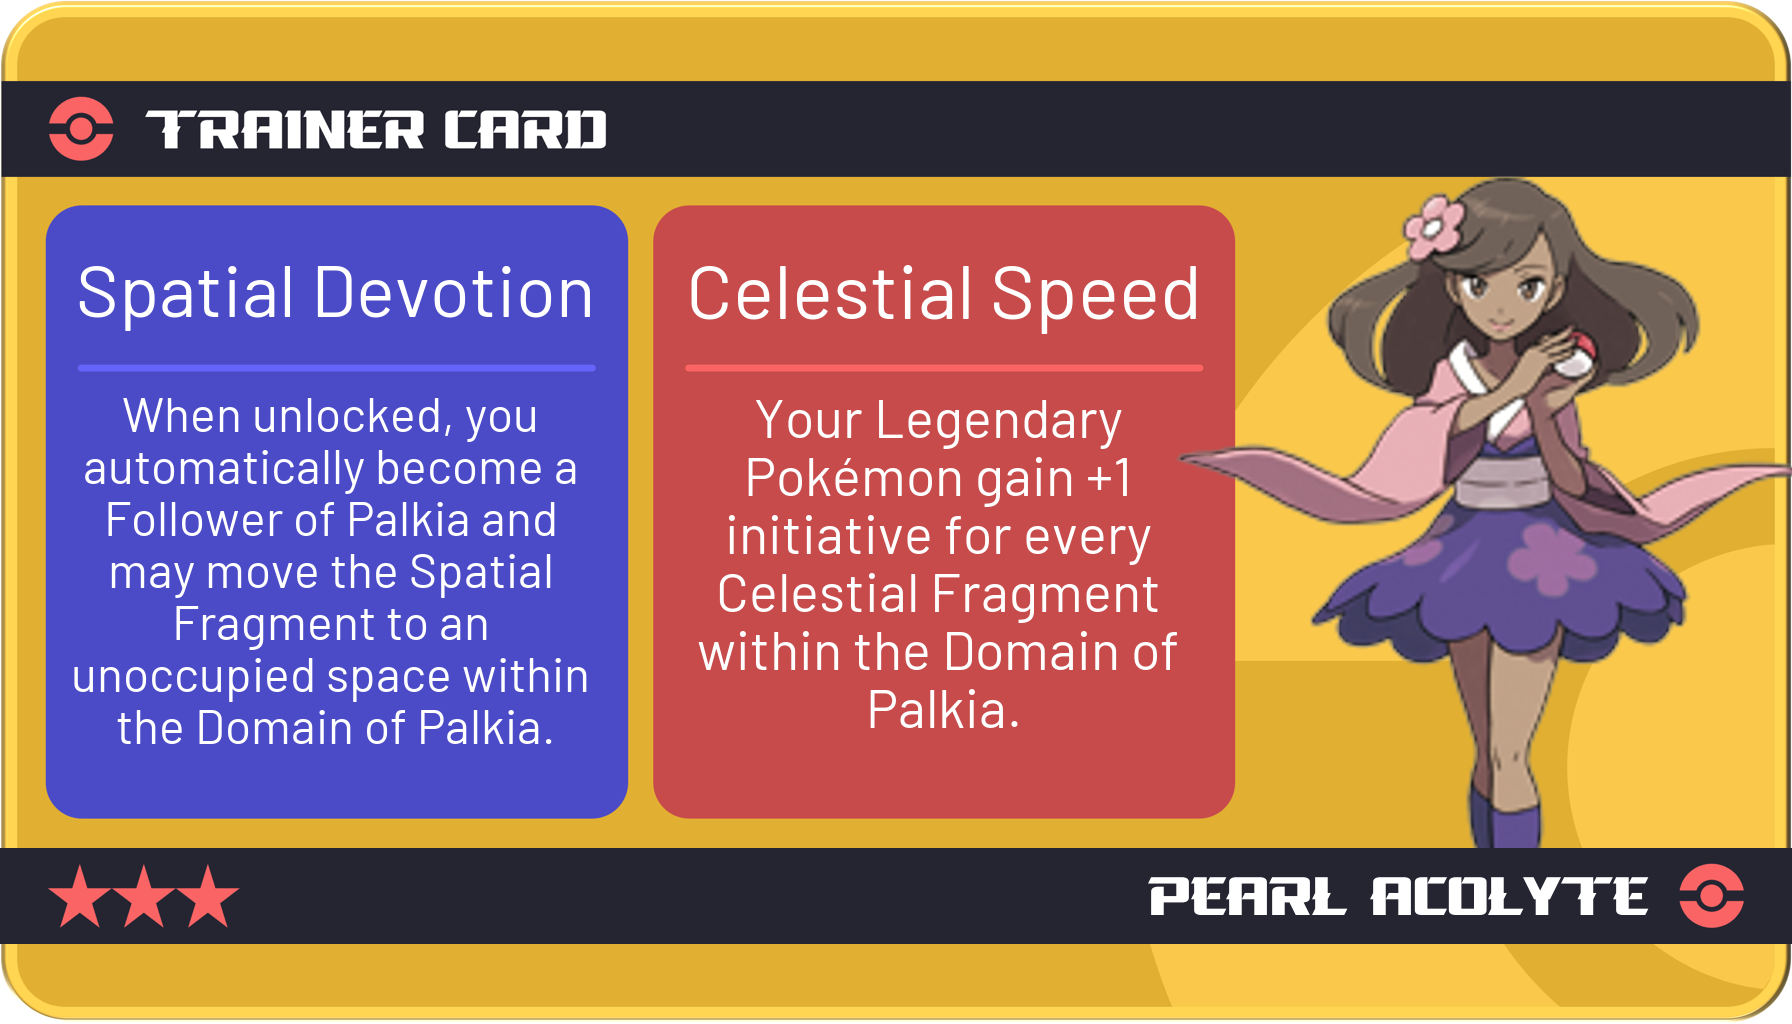 TRAINER CARD
Spatial Devotion
When unlocked, you
automatically become a
Follower of Palkia and
may move the Spatial
Fragment to an
unoccupied space within
the Domain of Palkia.
Celestial Speed
Your Legendary
Pokémon gain +1
initiative for every
Celestial Fragment
within the Domain of
Palkia.
PEARL ACOLYTE